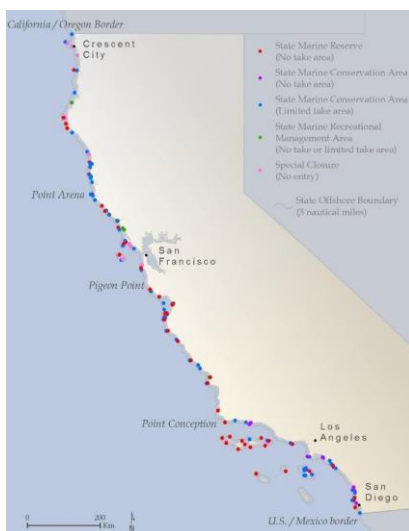 California / Oregon Border
Crescent
City
State Marine Reserve
(No take area)
State Marine Conservation Area
(No take area)
State Marine Conservation Area
(Limited take area)
State Marine Recreational
Management Area
(No take or limited take area)
Special Closure
(No entry)
State Offshore Boundary
(3 nautical miles)
Point Arena
San
Francisco
Pigeon Point
Point Conception
Los
Angeles
San
Diego
U.S. / Mexico border
0
200
Km
N